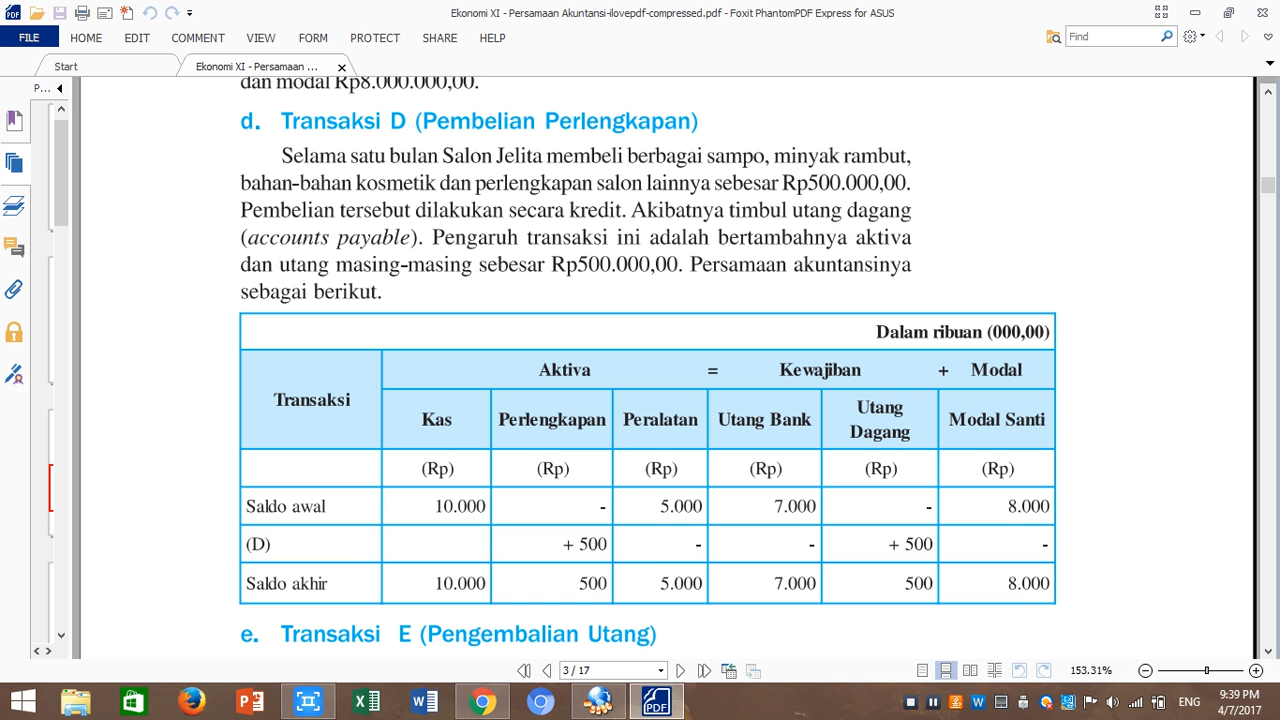 Ekonomi XI - Persamaan Akuntansi-ilovepdf-compressed.pdf - Foxit PhantomPDF Express for ASUS
FILE HOME EDIT COMMENT VIEW FORM PROTECT SHARE HELP
Find
Start
Ekonomi XI - Persamaan ...
P...
dan modal Rp8.000.000,00.
d. Transaksi D (Pembelian Perlengkapan)
Selama satu bulan Salon Jelita membeli berbagai sampo, minyak rambut,
bahan-bahan kosmetik dan perlengkapan salon lainnya sebesar Rp500.000,00.
Pembelian tersebut dilakukan secara kredit. Akibatnya timbul utang dagang
(accounts payable). Pengaruh transaksi ini adalah bertambahnya aktiva
dan utang masing-masing sebesar Rp500.000,00. Persamaan akuntansinya
sebagai berikut.
Dalam ribuan (000,00)
Transaksi
Aktiva = Kewajiban + Modal
Kas Perlengkapan Peralatan Utang Bank Utang Dagang Modal Santi
(Rp) (Rp) (Rp) (Rp) (Rp) (Rp)
Saldo awal 10.000 - 5.000 7.000 - 8.000
(D) + 500 - - + 500 -
Saldo akhir 10.000 500 5.000 7.000 500 8.000
e. Transaksi E (Pengembalian Utang)
3 / 17
153.31%
ENG
9:39 PM
4/7/2017